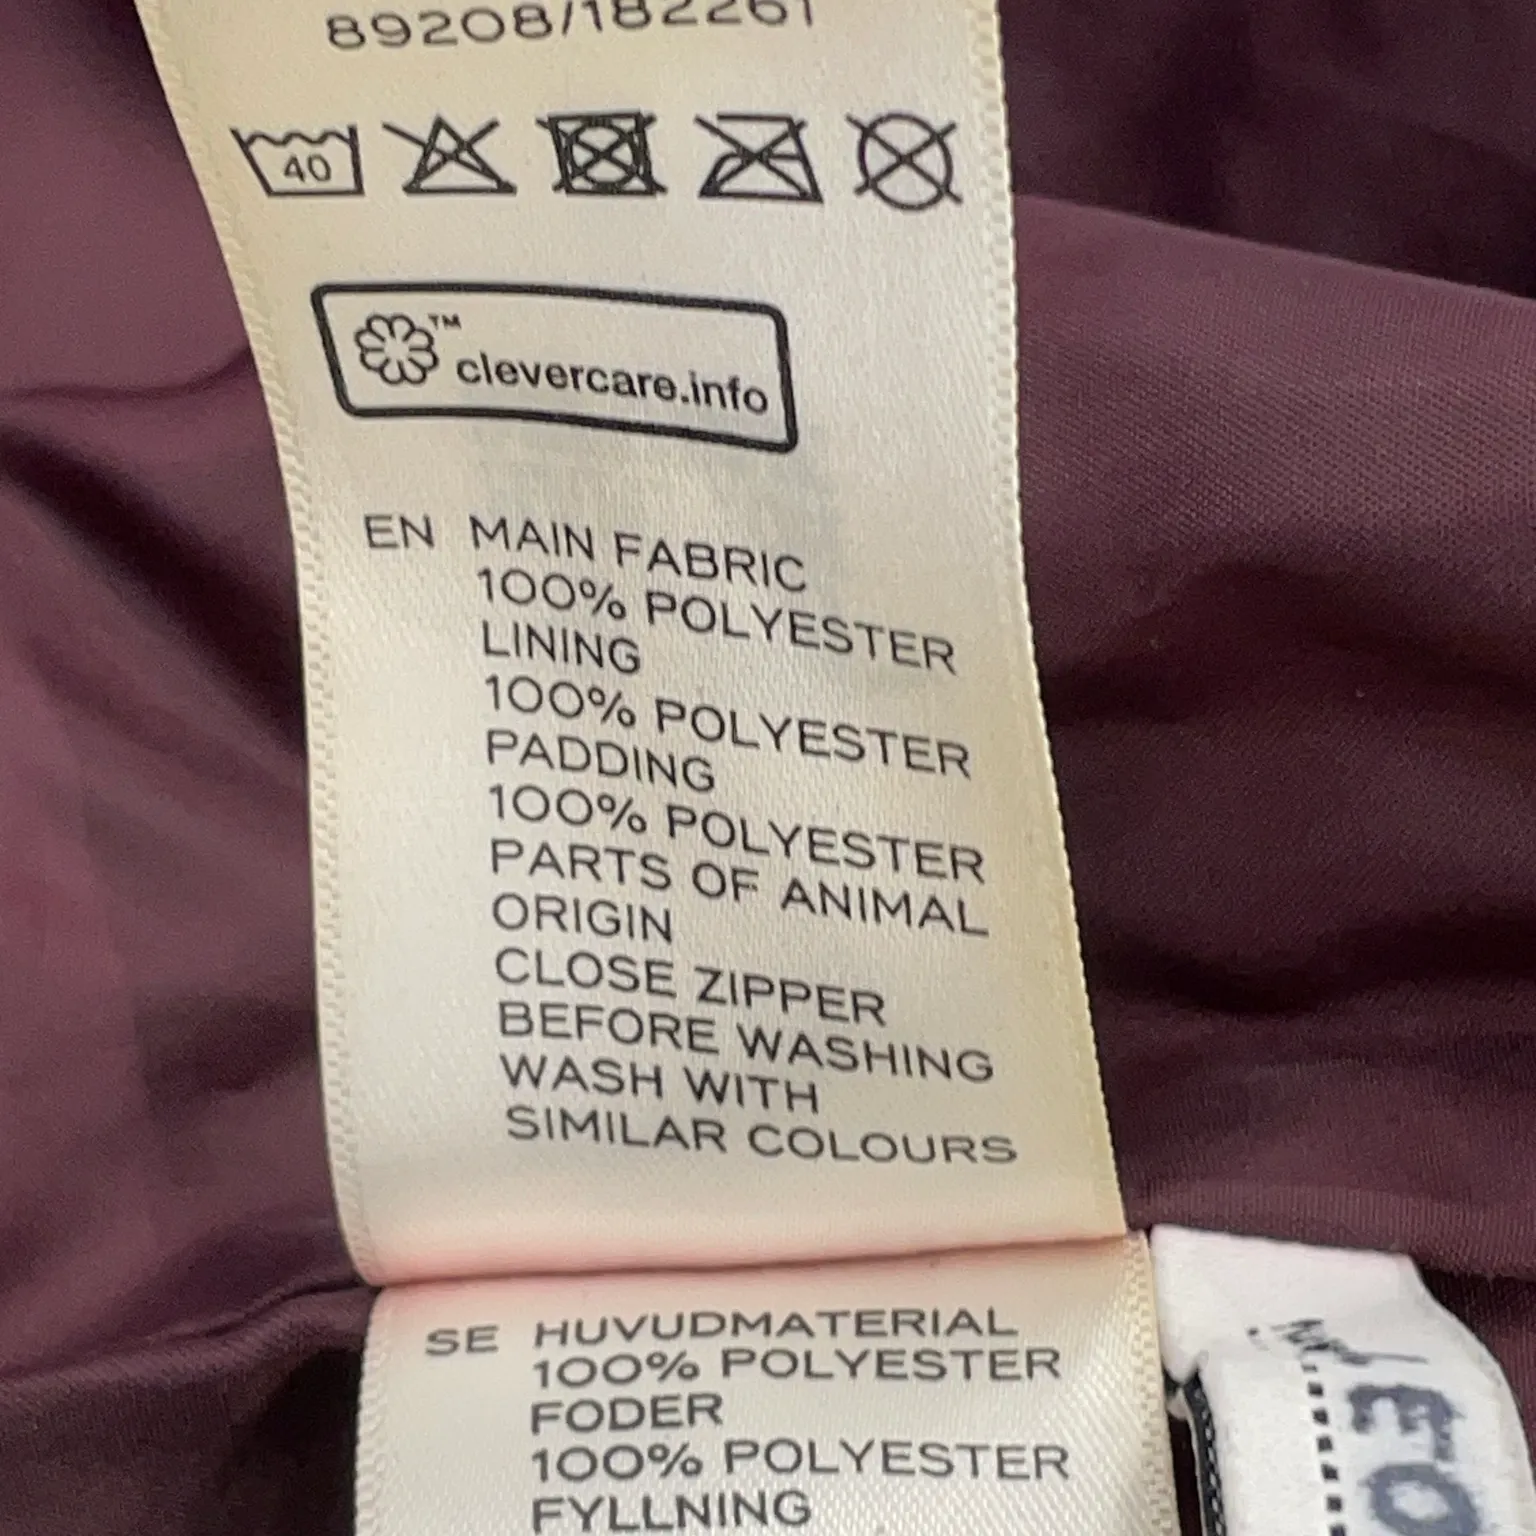 89208/182261
40
™
clevercare.info
EN MAIN FABRIC
100% POLYESTER
LINING
100% POLYESTER
PADDING
100% POLYESTER
PARTS OF ANIMAL
ORIGIN
CLOSE ZIPPER
BEFORE WASHING
WASH WITH
SIMILAR COLOURS
SE HUVUDMATERIAL
100% POLYESTER
FODER
100% POLYESTER
FYLLNING